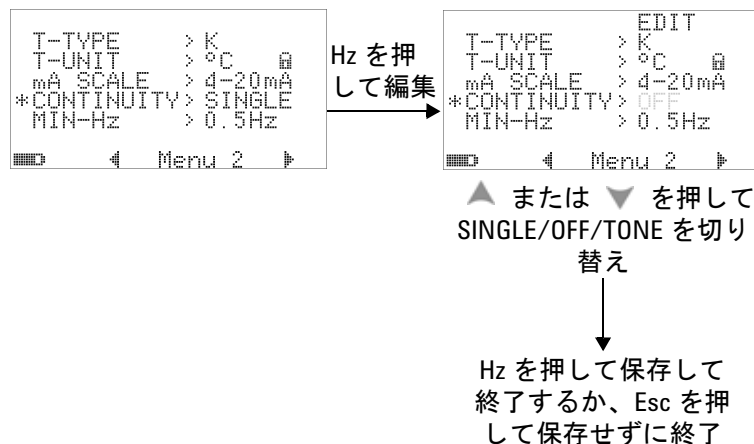 T-TYPE > K
T-UNIT > °C
mA SCALE > 4-20mA
*CONTINUITY> SINGLE
MIN-Hz > 0.5Hz
Menu 2
Hz を押
して編集
EDIT
T-TYPE > K
T-UNIT > °C
mA SCALE > 4-20mA
*CONTINUITY> OFF
MIN-Hz > 0.5Hz
Menu 2
または を押して
SINGLE/OFF/TONE を切り
替え
Hz を押して保存して
終了するか、Esc を押
して保存せずに終了